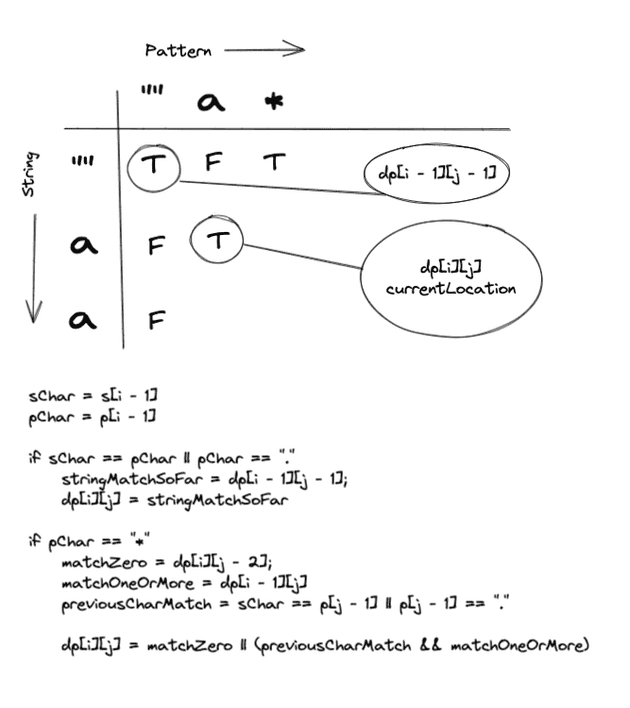 Pattern
"" a *
String
"" T F T
dp[i - 1][j - 1]
a F T
dp[i][j]
currentLocation
a F
sChar = s[i - 1]
pChar = p[i - 1]
if sChar == pChar || pChar == "."
stringMatchSoFar = dp[i - 1][j - 1];
dp[i][j] = stringMatchSoFar
if pChar == "*"
matchZero = dp[i][j - 2];
matchOneOrMore = dp[i - 1][j]
previousCharMatch = sChar == p[j - 1] || p[j - 1] == "."
dp[i][j] = matchZero || (previousCharMatch && matchOneOrMore)